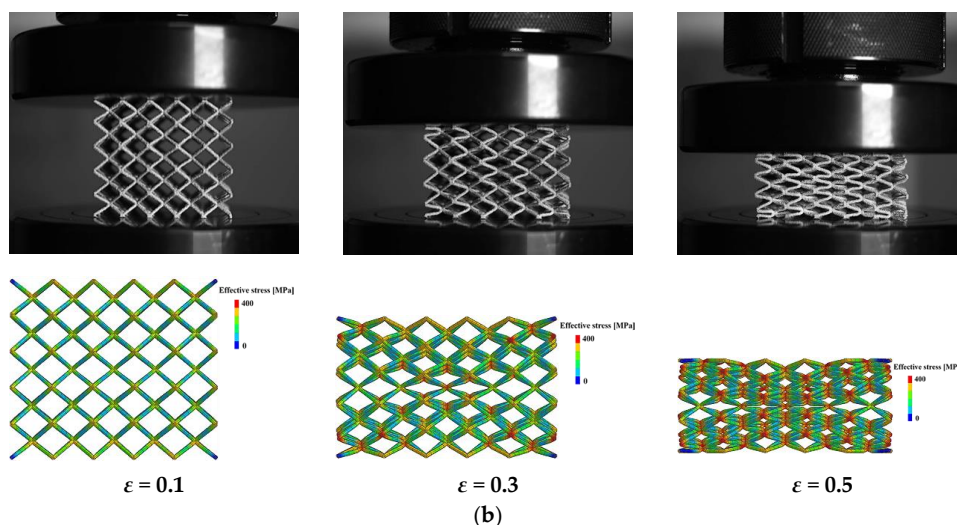 Effective stress [MPa]
400
0
Effective stress [MPa]
400
0
Effective stress [MP
400
0
ε = 0.1
ε = 0.3
ε = 0.5
(b)